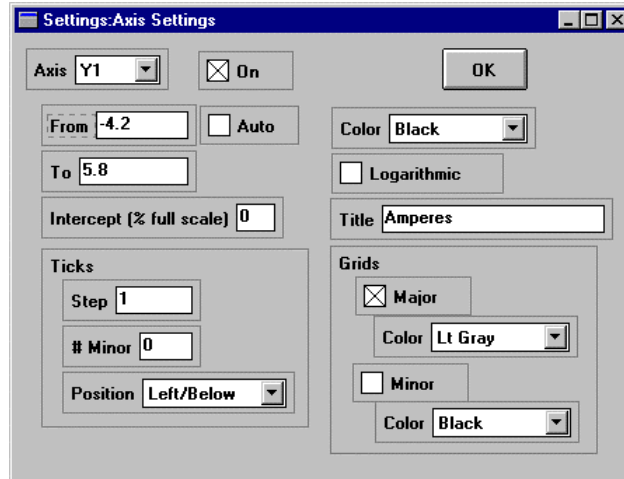 Settings:Axis Settings
Axis Y1 On OK
From -4.2 Auto Color Black
To 5.8 Logarithmic
Intercept (% full scale) 0 Title Amperes
Ticks Grids
Step 1 Major
# Minor 0 Color Lt Gray
Position Left/Below Minor
Color Black